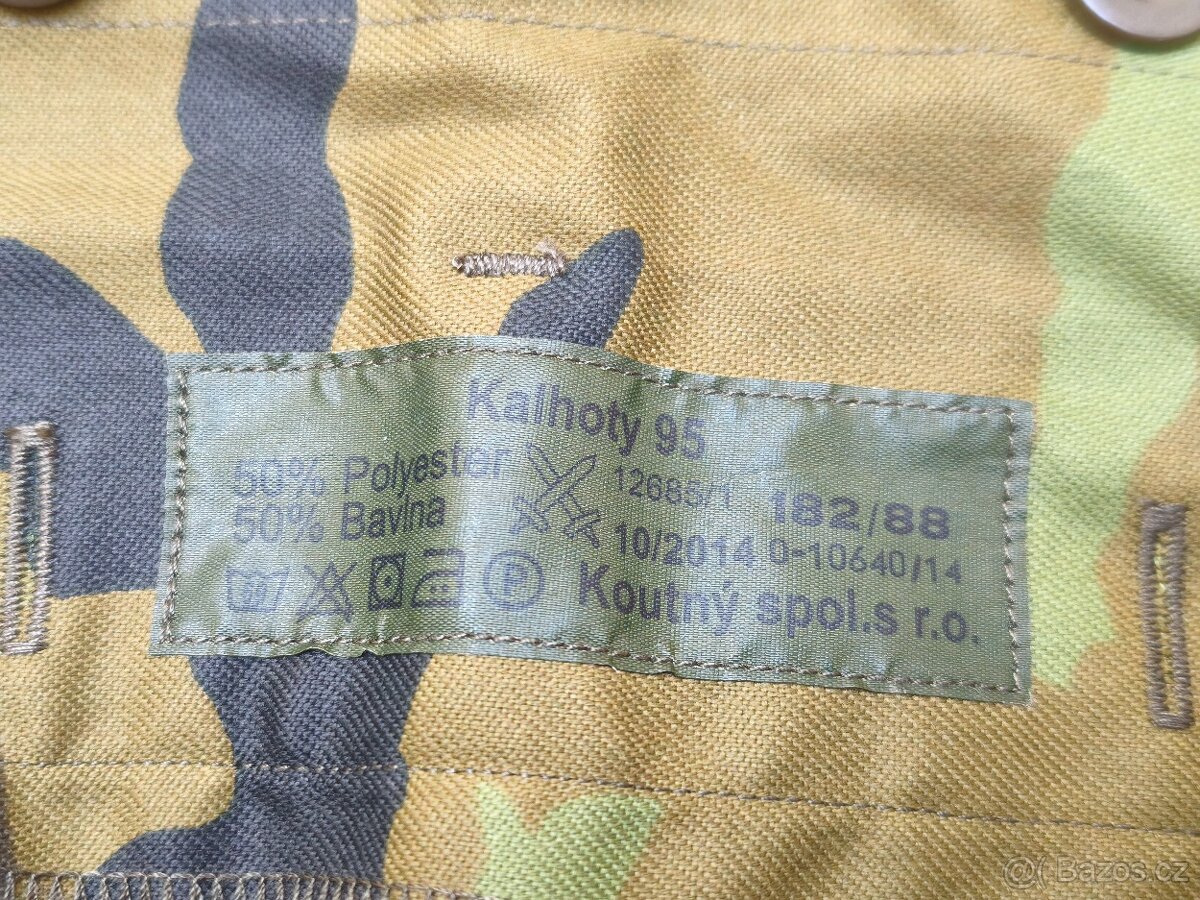 Kalhoty 95
50% Polyester
50% Bavlna
12685/1 182/88
10/2014 0-10640/14
P
Koutný spol.s r.o.
Bazos.cz